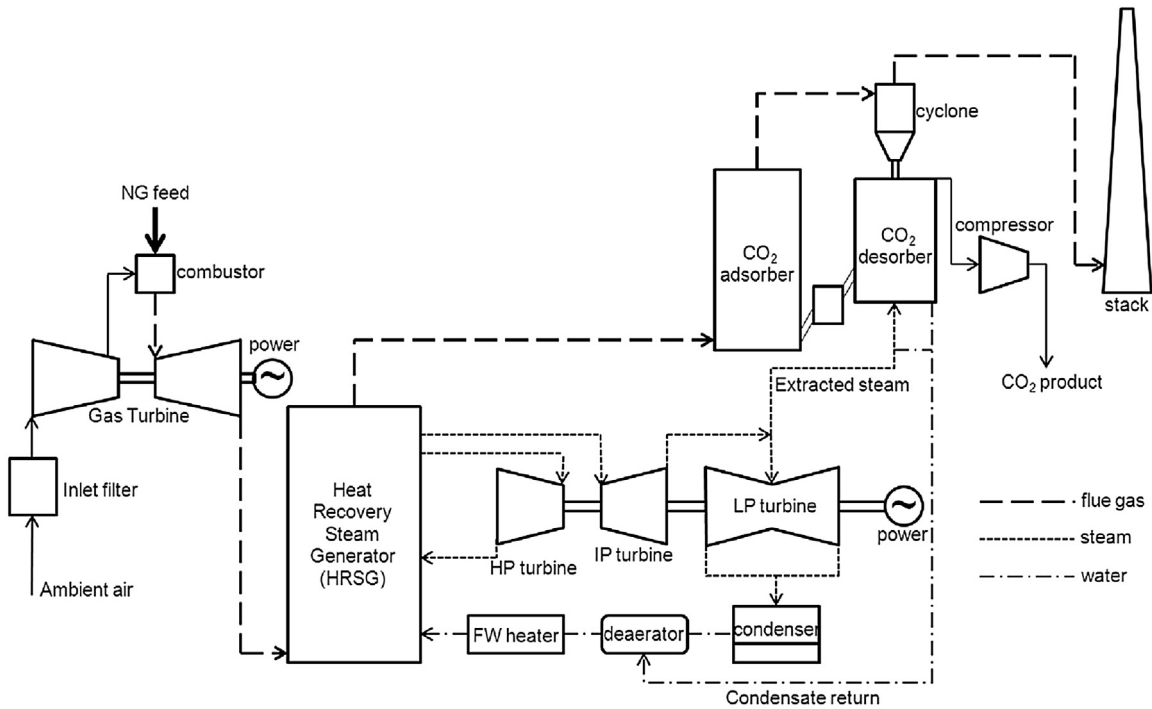 cyclone
NG feed
CO₂
adsorber
CO₂
desorber
compressor
combustor
stack
power
~
Gas Turbine
Extracted steam
CO₂ product
Inlet filter
Heat
Recovery
Steam
Generator
(HRSG)
LP turbine
flue gas
~
power
steam
HP turbine
IP turbine
water
Ambient air
FW heater
deaerator
condenser
Condensate return